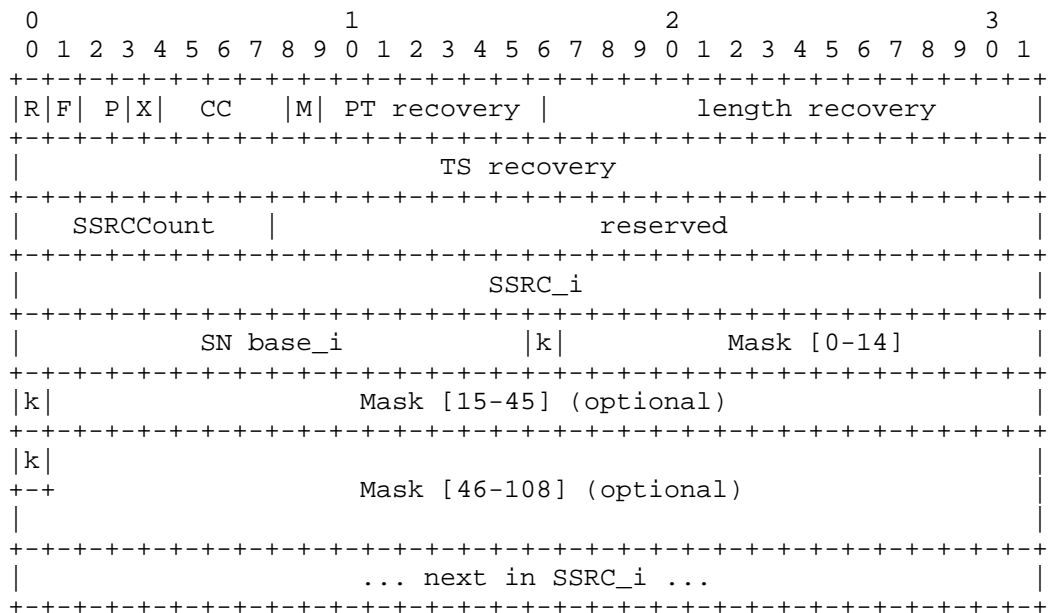 0                   1                   2                   3
 0 1 2 3 4 5 6 7 8 9 0 1 2 3 4 5 6 7 8 9 0 1 2 3 4 5 6 7 8 9 0 1
+-+-+-+-+-+-+-+-+-+-+-+-+-+-+-+-+-+-+-+-+-+-+-+-+-+-+-+-+-+-+-+-+
|R|F| P|X|  CC   |M| PT recovery |         length recovery      |
+-+-+-+-+-+-+-+-+-+-+-+-+-+-+-+-+-+-+-+-+-+-+-+-+-+-+-+-+-+-+-+-+
|                          TS recovery                          |
+-+-+-+-+-+-+-+-+-+-+-+-+-+-+-+-+-+-+-+-+-+-+-+-+-+-+-+-+-+-+-+-+
|   SSRCCount   |                    reserved                   |
+-+-+-+-+-+-+-+-+-+-+-+-+-+-+-+-+-+-+-+-+-+-+-+-+-+-+-+-+-+-+-+-+
|                             SSRC_i                            |
+-+-+-+-+-+-+-+-+-+-+-+-+-+-+-+-+-+-+-+-+-+-+-+-+-+-+-+-+-+-+-+-+
|           SN base_i           |k|          Mask [0-14]        |
+-+-+-+-+-+-+-+-+-+-+-+-+-+-+-+-+-+-+-+-+-+-+-+-+-+-+-+-+-+-+-+-+
|k|                   Mask [15-45] (optional)                   |
+-+-+-+-+-+-+-+-+-+-+-+-+-+-+-+-+-+-+-+-+-+-+-+-+-+-+-+-+-+-+-+-+
|k|                                                             |
+-+                   Mask [46-108] (optional)                  |
|                                                               |
+-+-+-+-+-+-+-+-+-+-+-+-+-+-+-+-+-+-+-+-+-+-+-+-+-+-+-+-+-+-+-+-+
|                     ... next in SSRC_i ...                    |
+-+-+-+-+-+-+-+-+-+-+-+-+-+-+-+-+-+-+-+-+-+-+-+-+-+-+-+-+-+-+-+-+